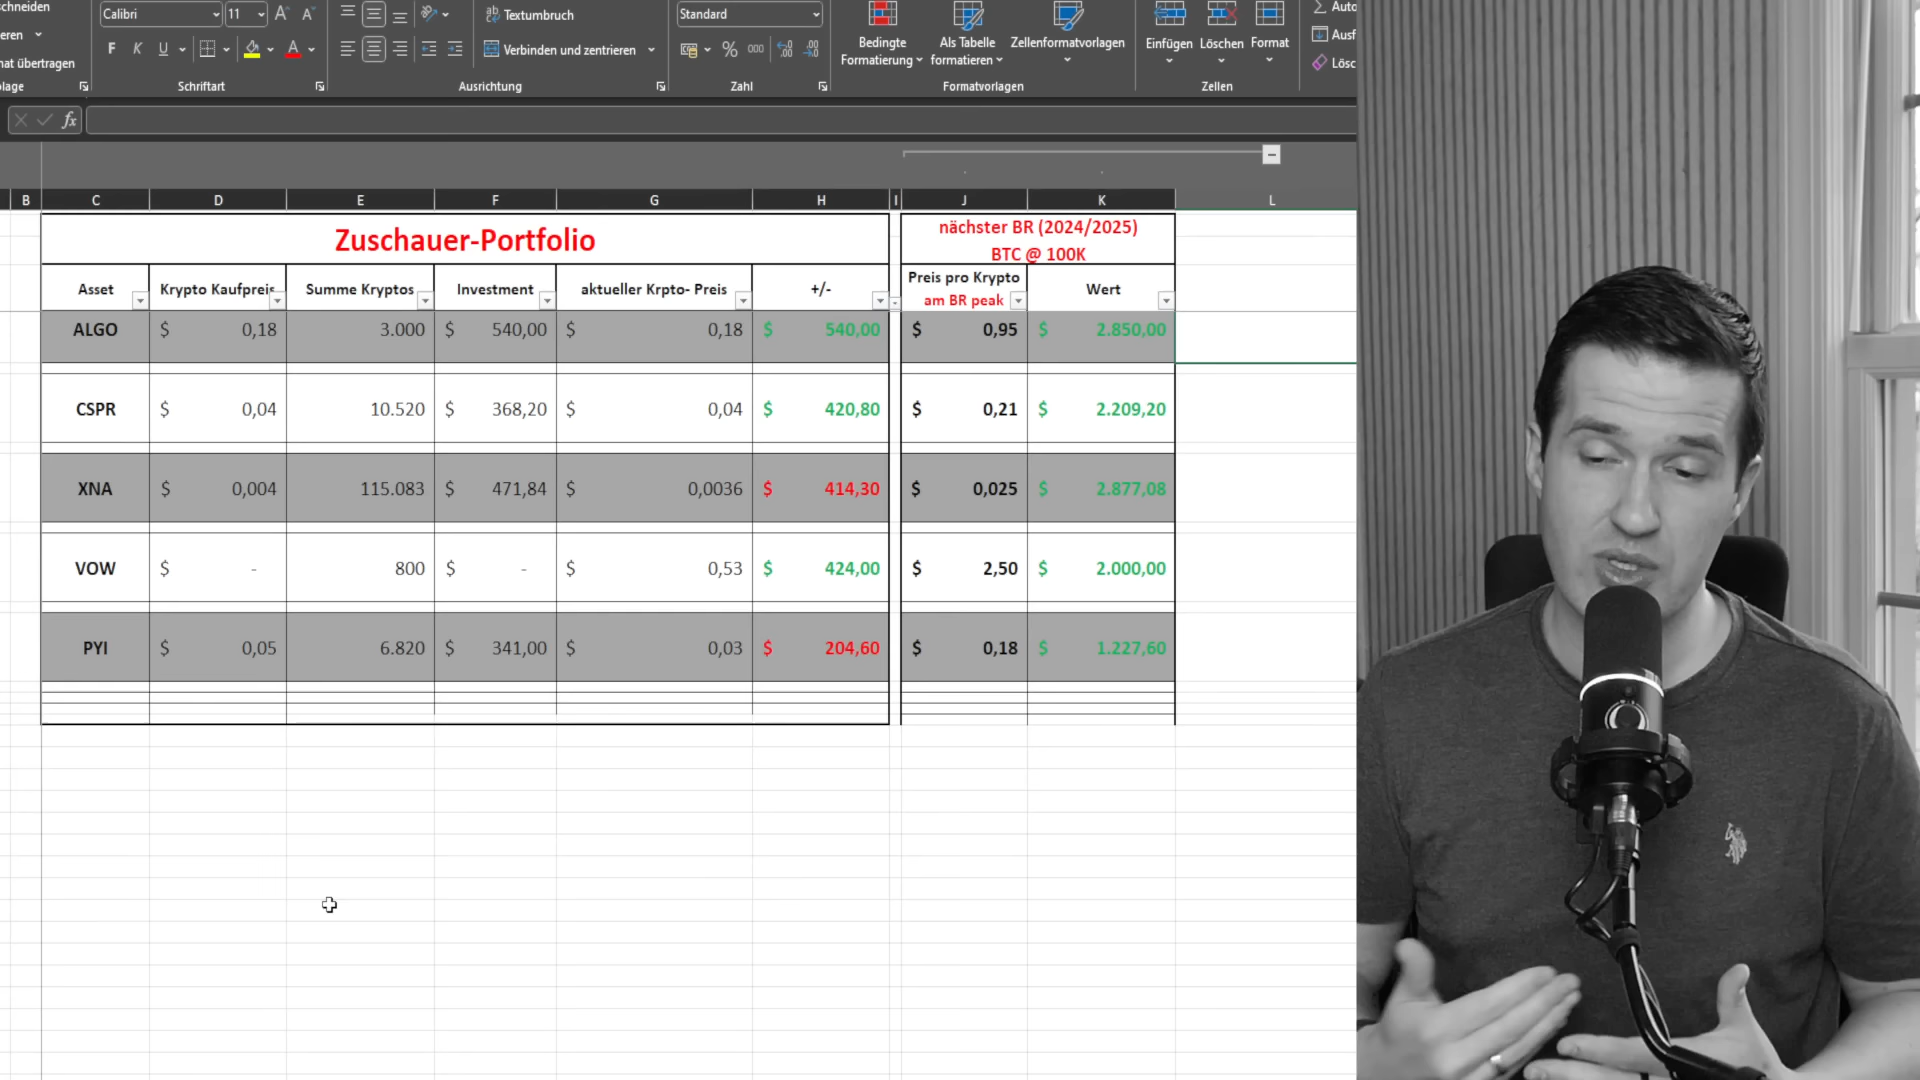 chneiden
eren
nat übertragen
lage
Calibri
11
A A
F K U
A
Schriftart
Textumbruch
Verbinden und zentrieren
Ausrichtung
Standard
% 000
Zahl
Bedingte
Formatierung
Als Tabelle
formatieren
Zellenformatvorlagen
Formatvorlagen
Einfügen
Löschen
Format
Zellen
Σ Auto
Ausf
Lösc
fx
B C D E F G H I J K L
Zuschauer-Portfolio
nächster BR (2024/2025)
BTC @ 100K
Asset Krypto Kaufpreis Summe Kryptos Investment aktueller Krpto- Preis +/- Preis pro Krypto
am BR peak
Wert
ALGO $ 0,18 3.000 $ 540,00 $ 0,18 $ 540,00 $ 0,95 $ 2.850,00
CSPR $ 0,04 10.520 $ 368,20 $ 0,04 $ 420,80 $ 0,21 $ 2.209,20
XNA $ 0,004 115.083 $ 471,84 $ 0,0036 $ 414,30 $ 0,025 $ 2.877,08
VOW $ - 800 $ - $ 0,53 $ 424,00 $ 2,50 $ 2.000,00
PYI $ 0,05 6.820 $ 341,00 $ 0,03 $ 204,60 $ 0,18 $ 1.227,60